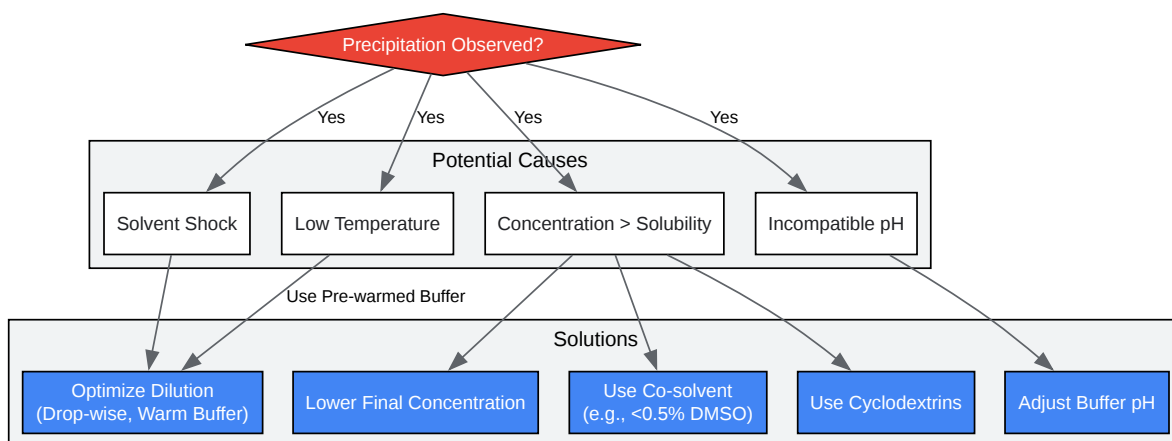 Precipitation Observed?
Yes
Yes
Yes
Yes
Potential Causes
Solvent Shock
Low Temperature
Concentration > Solubility
Incompatible pH
Use Pre-warmed Buffer
Solutions
Optimize Dilution
(Drop-wise, Warm Buffer)
Lower Final Concentration
Use Co-solvent
(e.g., <0.5% DMSO)
Use Cyclodextrins
Adjust Buffer pH